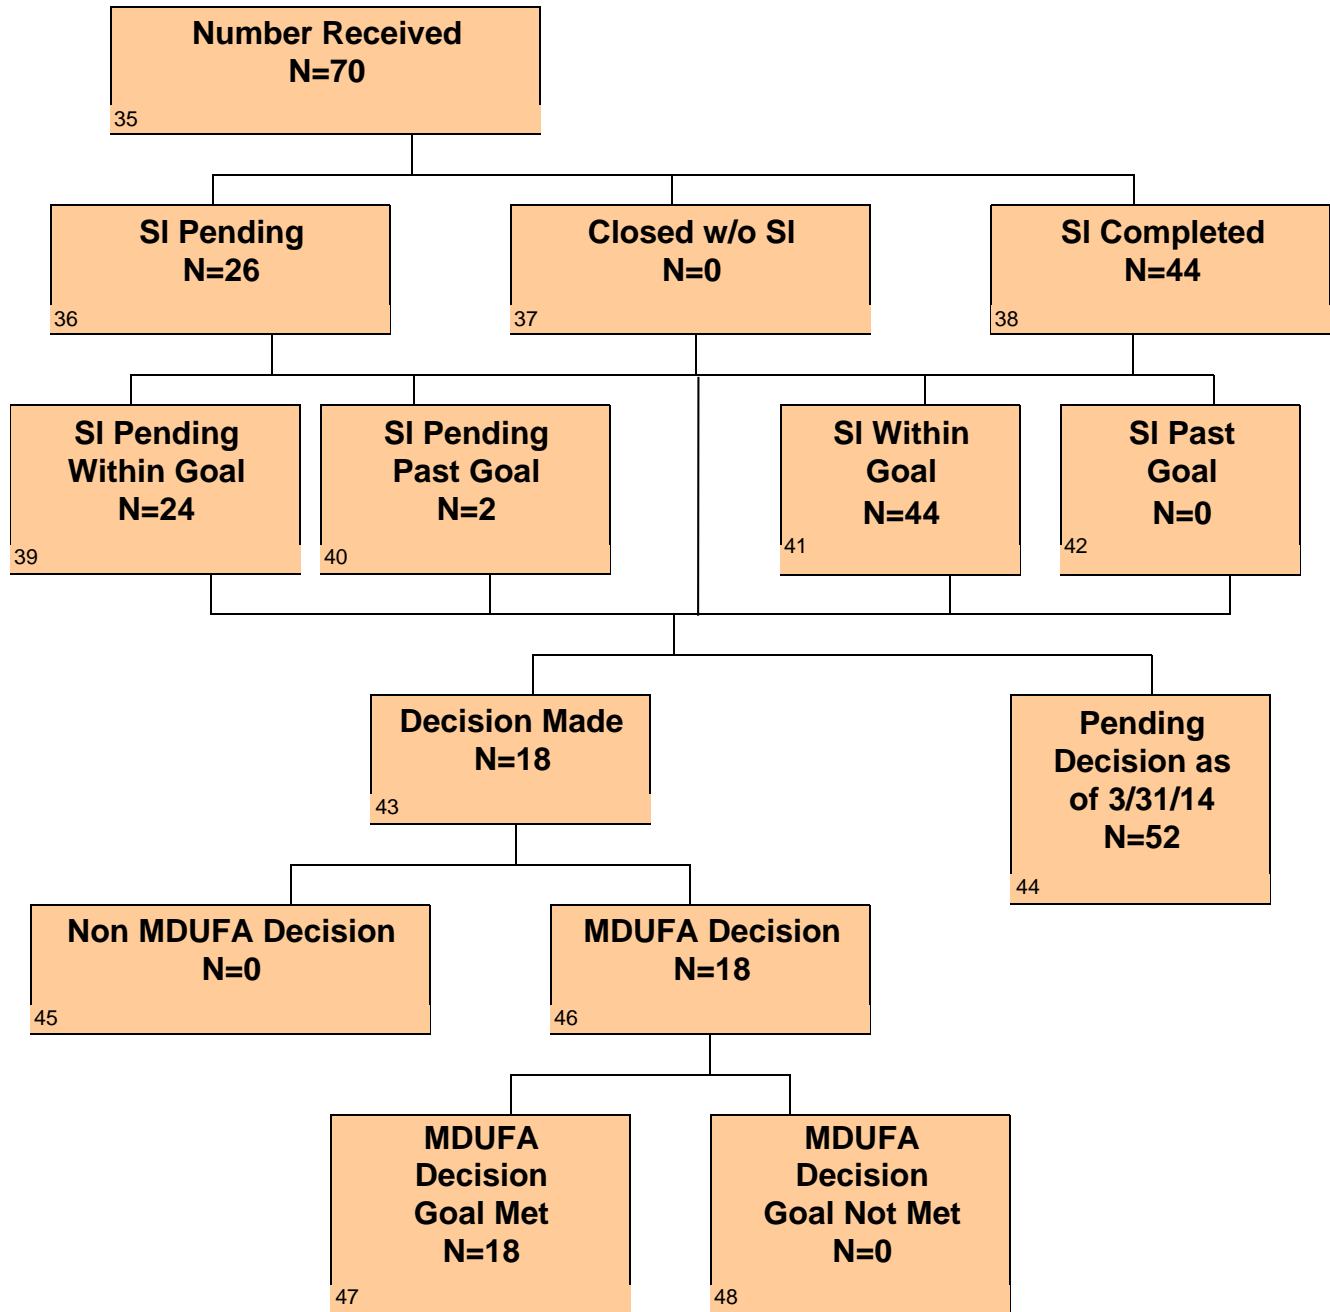 Number Received
N=70
35
SI Pending
N=26
36
Closed w/o SI
N=0
37
SI Completed
N=44
38
SI Pending
Within Goal
N=24
39
SI Pending
Past Goal
N=2
40
SI Within
Goal
N=44
41
SI Past
Goal
N=0
42
Decision Made
N=18
43
Pending
Decision as
of 3/31/14
N=52
44
Non MDUFA Decision
N=0
45
MDUFA Decision
N=18
46
MDUFA
Decision
Goal Met
N=18
47
MDUFA
Decision
Goal Not Met
N=0
48